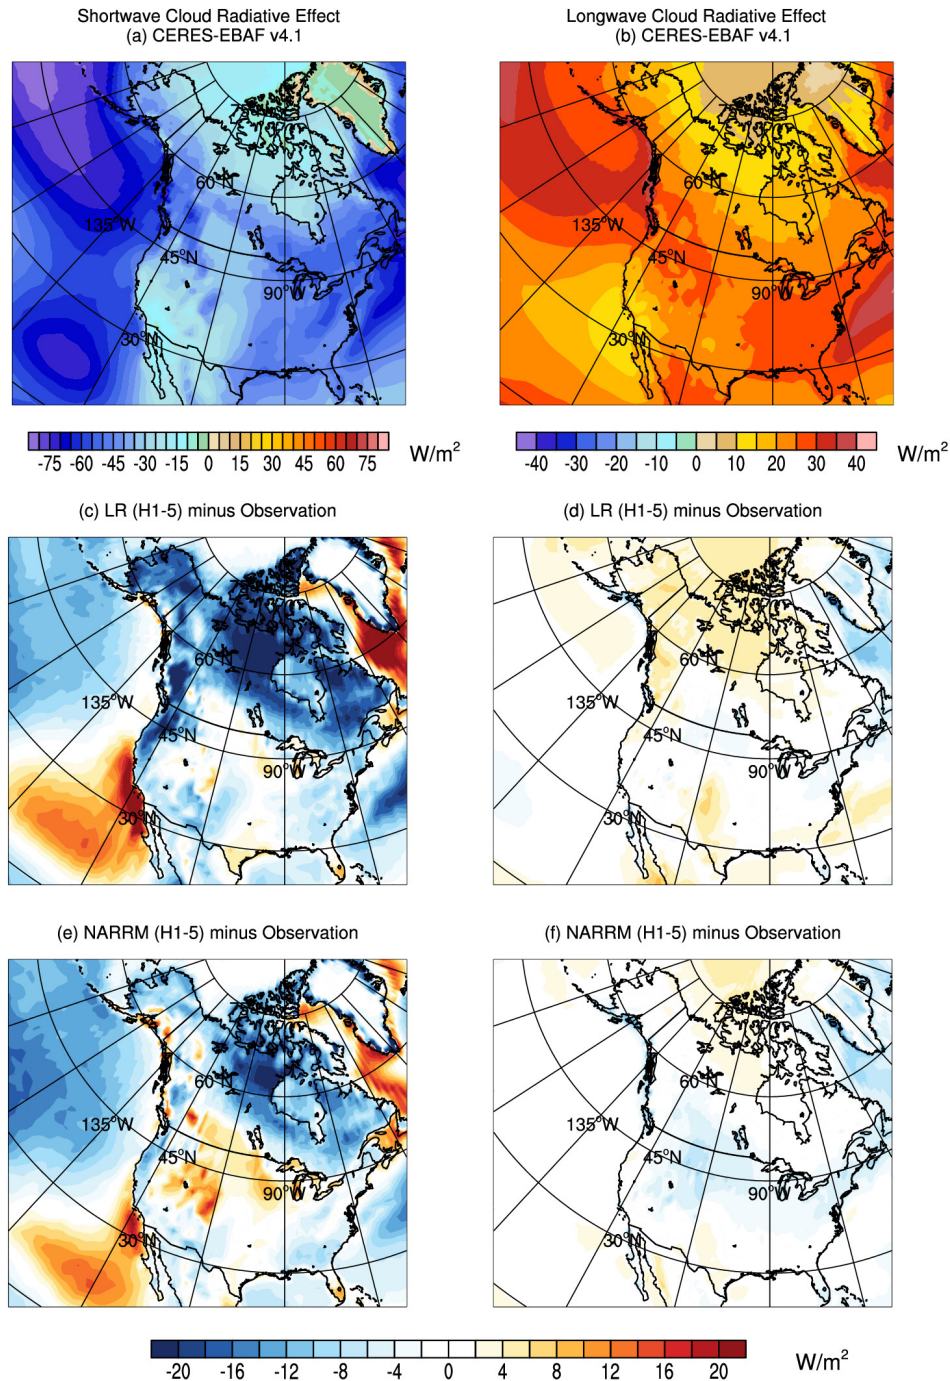 Shortwave Cloud Radiative Effect
(a) CERES-EBAF v4.1
Longwave Cloud Radiative Effect
(b) CERES-EBAF v4.1
60°N
135°W
45°N
90°W
30°N
60°N
135°W
45°N
90°W
30°N
-75 -60 -45 -30 -15 0 15 30 45 60 75 W/m²
-40 -30 -20 -10 0 10 20 30 40 W/m²
(c) LR (H1-5) minus Observation
(d) LR (H1-5) minus Observation
60°N
135°W
45°N
90°W
30°N
60°N
135°W
45°N
90°W
30°N
(e) NARRM (H1-5) minus Observation
(f) NARRM (H1-5) minus Observation
60°N
135°W
45°N
90°W
30°N
60°N
135°W
45°N
90°W
30°N
-20 -16 -12 -8 -4 0 4 8 12 16 20 W/m²